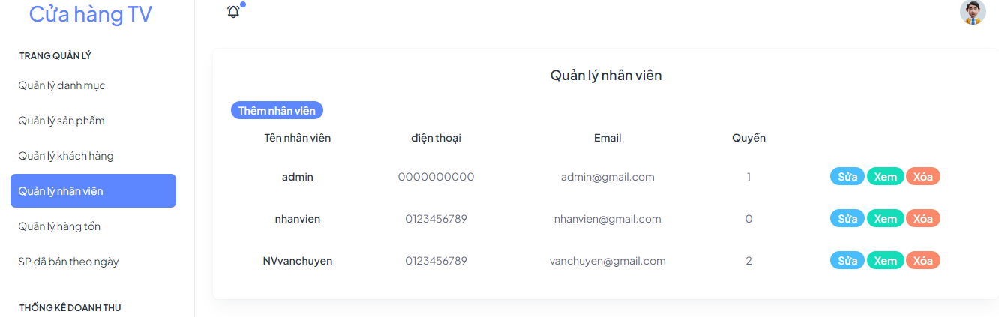 Cửa hàng TV
TRANG QUẢN LÝ
Quản lý danh mục
Quản lý sản phẩm
Quản lý khách hàng
Quản lý nhân viên
Quản lý hàng tồn
SP đã bán theo ngày
THỐNG KÊ DOANH THU
Quản lý nhân viên
Thêm nhân viên
Tên nhân viên điện thoại Email Quyền
admin 0000000000 admin@gmail.com 1 Sửa Xem Xóa
nhanvien 0123456789 nhanvien@gmail.com 0 Sửa Xem Xóa
NVvanchuyen 0123456789 vanchuyen@gmail.com 2 Sửa Xem Xóa